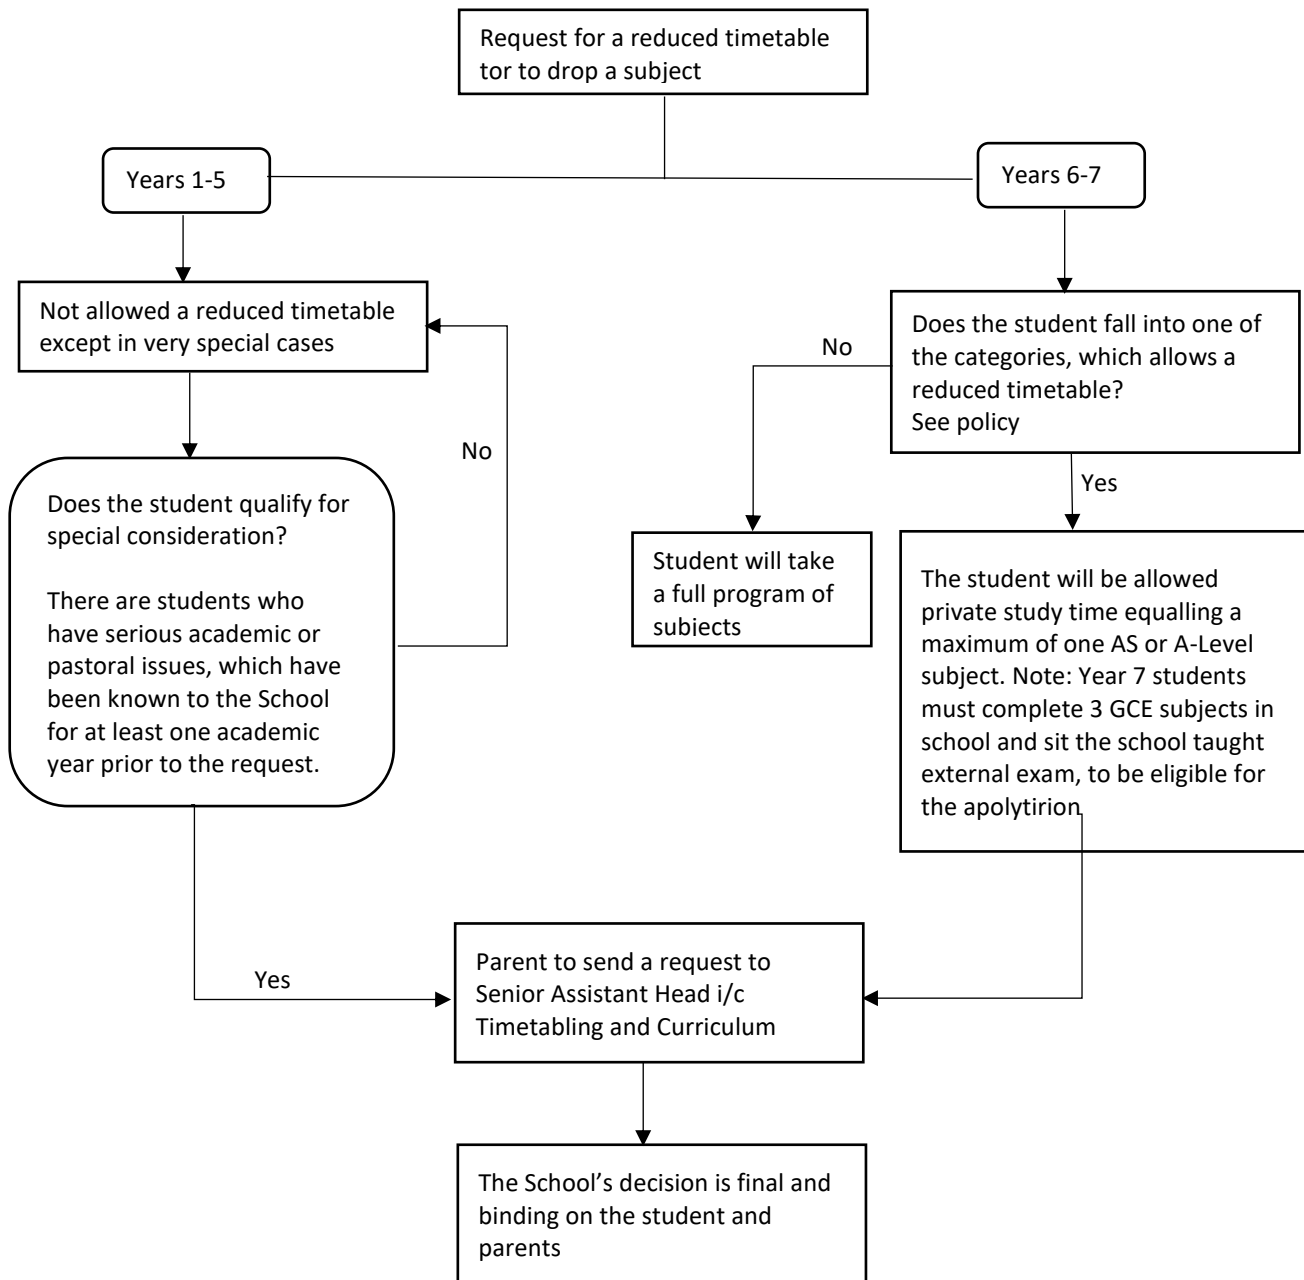 Request for a reduced timetable
tor to drop a subject
Years 1-5
Years 6-7
Not allowed a reduced timetable
except in very special cases
Does the student fall into one of
the categories, which allows a
reduced timetable?
See policy
No
No
Yes
Does the student qualify for
special consideration?
There are students who
have serious academic or
pastoral issues, which have
been known to the School
for at least one academic
year prior to the request.
Student will take
a full program of
subjects
The student will be allowed
private study time equalling a
maximum of one AS or A-Level
subject. Note: Year 7 students
must complete 3 GCE subjects in
school and sit the school taught
external exam, to be eligible for
the apolytirion
Yes
Parent to send a request to
Senior Assistant Head i/c
Timetabling and Curriculum
The School’s decision is final and
binding on the student and
parents